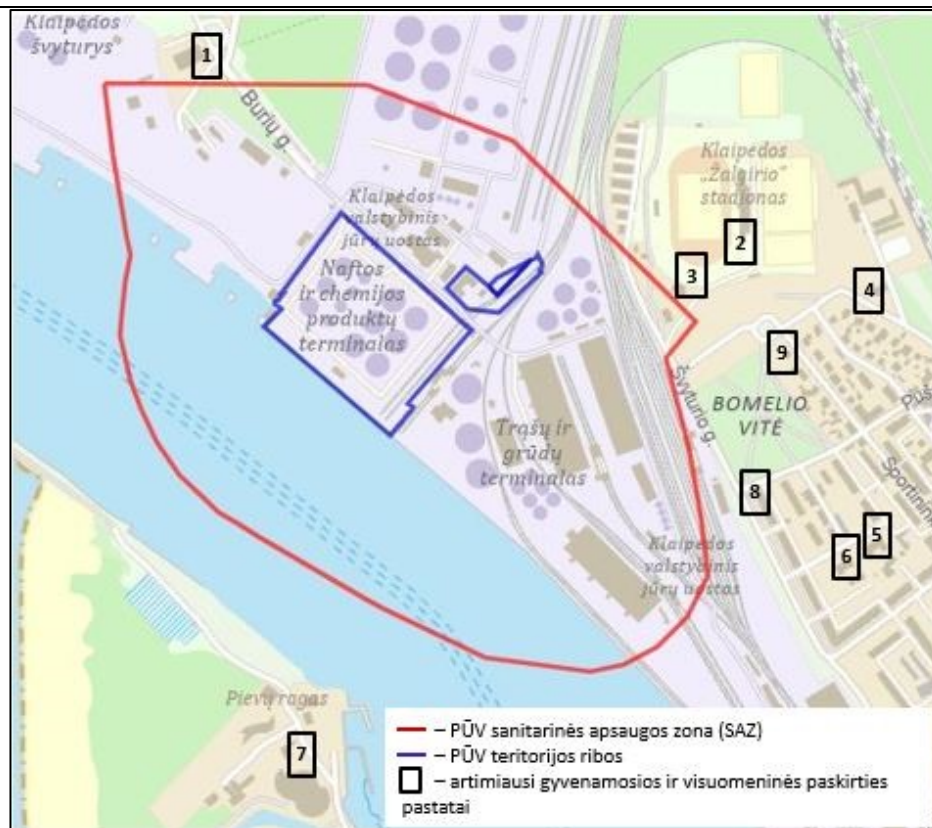 Klaipėdos
švyturys
1
Burių g.
Klaipėdos
„Žalgirio“
stadionas
2
3
4
Klaipėdos
valstybinis
jūrų uostas
Naftos
ir chemijos
produktų
terminalas
9
Švyturio g.
BOMELIO
VITĖ
Trąšų ir
grūdų
terminalas
8
5
6
Klaipėdos
valstybinis
jūrų uostas
Pievų ragas
7
– PŪV sanitarinės apsaugos zona (SAZ)
– PŪV teritorijos ribos
– artimiausi gyvenamosios ir visuomeninės paskirties
pastatai